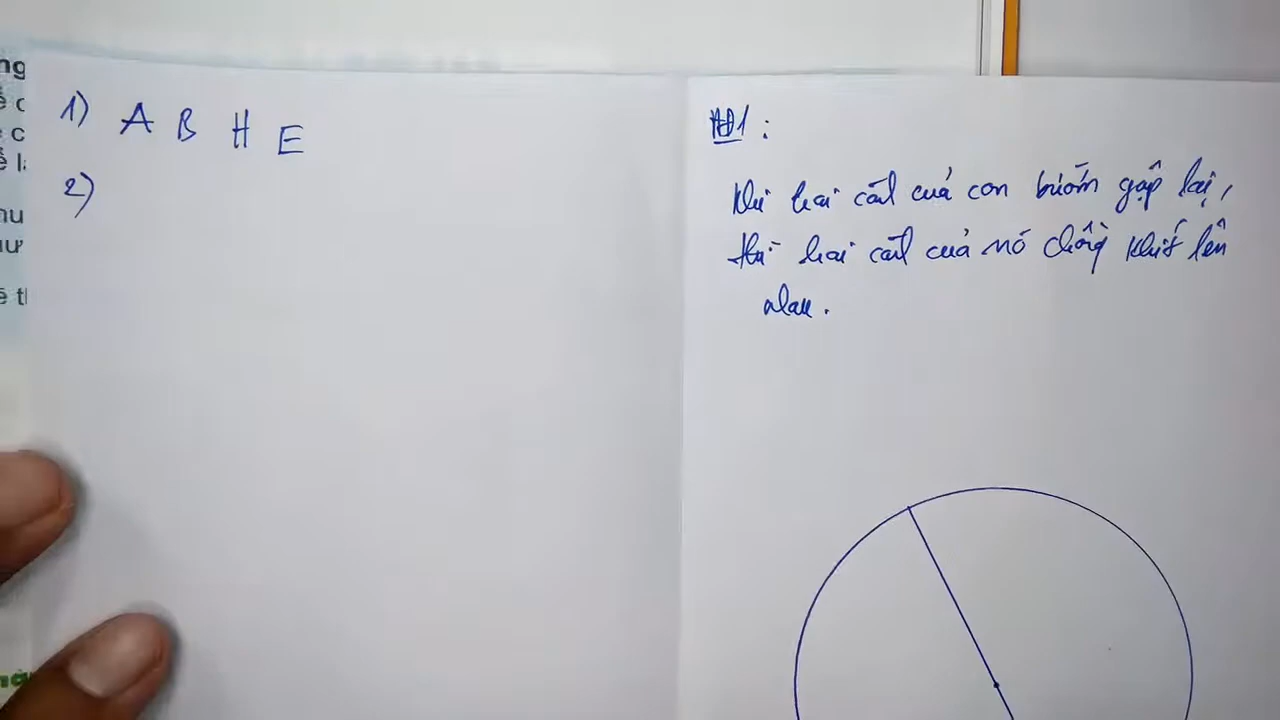 1) A B H E
2)
HĐ1 :
Khi hai cánh của con bướm gập lại,
thì hai cánh của nó chồng khít lên
nhau.